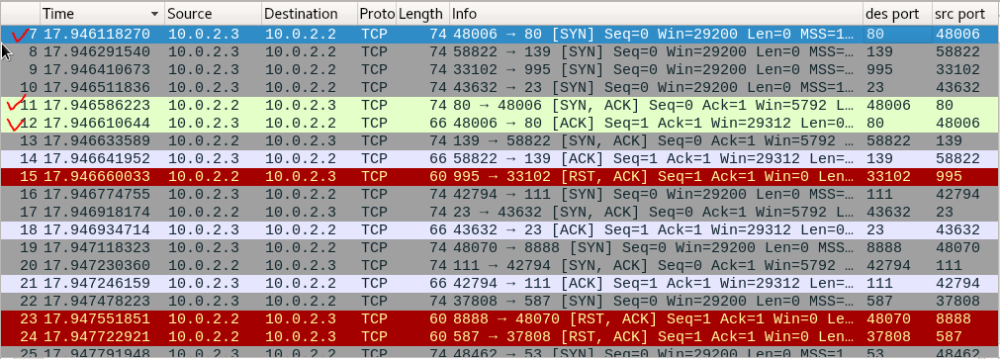 Time Source Destination Proto Length Info des port src port
7 17.946118270 10.0.2.3 10.0.2.2 TCP 74 48006 → 80 [SYN] Seq=0 Win=29200 Len=0 MSS=1… 80 48006
8 17.946291540 10.0.2.3 10.0.2.2 TCP 74 58822 → 139 [SYN] Seq=0 Win=29200 Len=0 MSS=… 139 58822
9 17.946410673 10.0.2.3 10.0.2.2 TCP 74 33102 → 995 [SYN] Seq=0 Win=29200 Len=0 MSS=… 995 33102
10 17.946511836 10.0.2.3 10.0.2.2 TCP 74 43632 → 23 [SYN] Seq=0 Win=29200 Len=0 MSS=1… 23 43632
11 17.946586223 10.0.2.2 10.0.2.3 TCP 74 80 → 48006 [SYN, ACK] Seq=0 Ack=1 Win=5792 L… 48006 80
12 17.946610644 10.0.2.3 10.0.2.2 TCP 66 48006 → 80 [ACK] Seq=1 Ack=1 Win=29312 Len=0… 80 48006
13 17.946633589 10.0.2.2 10.0.2.3 TCP 74 139 → 58822 [SYN, ACK] Seq=0 Ack=1 Win=5792 … 58822 139
14 17.946641952 10.0.2.3 10.0.2.2 TCP 66 58822 → 139 [ACK] Seq=1 Ack=1 Win=29312 Len=… 139 58822
15 17.946660033 10.0.2.2 10.0.2.3 TCP 60 995 → 33102 [RST, ACK] Seq=1 Ack=1 Win=0 Len… 33102 995
16 17.946774755 10.0.2.3 10.0.2.2 TCP 74 42794 → 111 [SYN] Seq=0 Win=29200 Len=0 MSS=… 111 42794
17 17.946918174 10.0.2.2 10.0.2.3 TCP 74 23 → 43632 [SYN, ACK] Seq=0 Ack=1 Win=5792 L… 43632 23
18 17.946934714 10.0.2.3 10.0.2.2 TCP 66 43632 → 23 [ACK] Seq=1 Ack=1 Win=29312 Len=0… 23 43632
19 17.947118323 10.0.2.3 10.0.2.2 TCP 74 48070 → 8888 [SYN] Seq=0 Win=29200 Len=0 MSS… 8888 48070
20 17.947230360 10.0.2.2 10.0.2.3 TCP 74 111 → 42794 [SYN, ACK] Seq=0 Ack=1 Win=5792 … 42794 111
21 17.947246159 10.0.2.3 10.0.2.2 TCP 66 42794 → 111 [ACK] Seq=1 Ack=1 Win=29312 Len=… 111 42794
22 17.947478223 10.0.2.3 10.0.2.2 TCP 74 37808 → 587 [SYN] Seq=0 Win=29200 Len=0 MSS=… 587 37808
23 17.947551851 10.0.2.2 10.0.2.3 TCP 60 8888 → 48070 [RST, ACK] Seq=1 Ack=1 Win=0 Le… 48070 8888
24 17.947722921 10.0.2.2 10.0.2.3 TCP 60 587 → 37808 [RST, ACK] Seq=1 Ack=1 Win=0 Len… 37808 587
25 17.947791948 10.0.2.3 10.0.2.2 TCP 74 48462 → 53 [SYN] Seq=0 Win=29200 Len=0 MSS=1… 53 48462